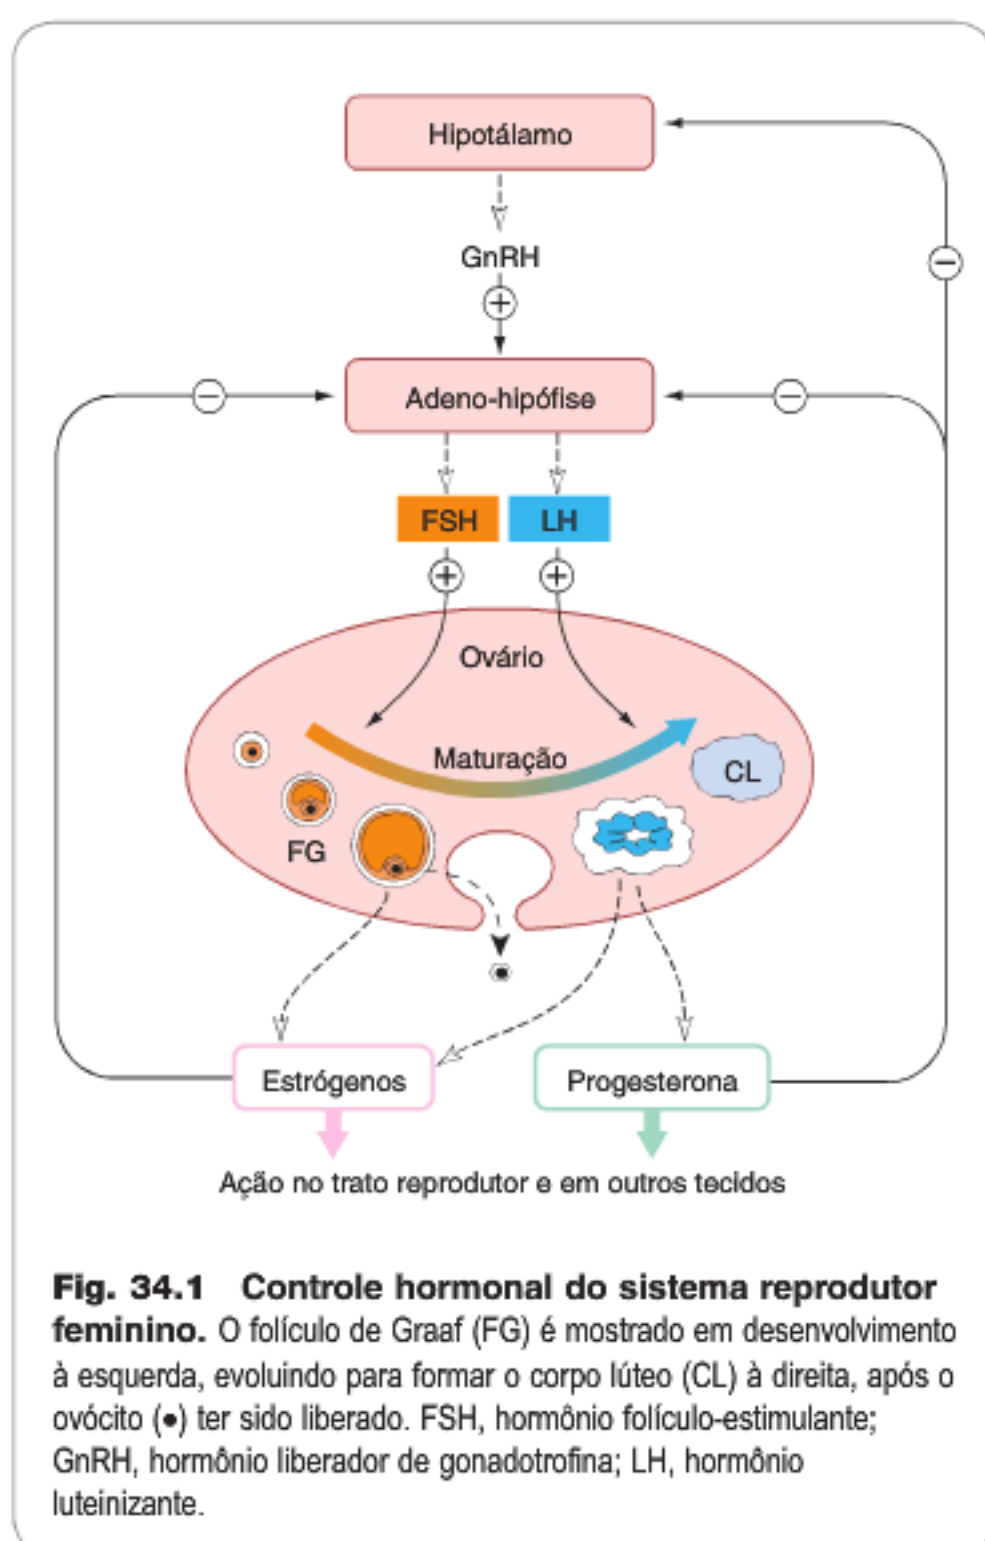 Hipotálamo
GnRH
+
−
Adeno-hipófise
−
−
FSH
LH
+
+
Ovário
Maturação
CL
FG
Estrógenos
Progesterona
Ação no trato reprodutor e em outros tecidos
Fig. 34.1 Controle hormonal do sistema reprodutor
feminino. O folículo de Graaf (FG) é mostrado em desenvolvimento
à esquerda, evoluindo para formar o corpo lúteo (CL) à direita, após o
ovócito (•) ter sido liberado. FSH, hormônio folículo-estimulante;
GnRH, hormônio liberador de gonadotrofina; LH, hormônio
luteinizante.